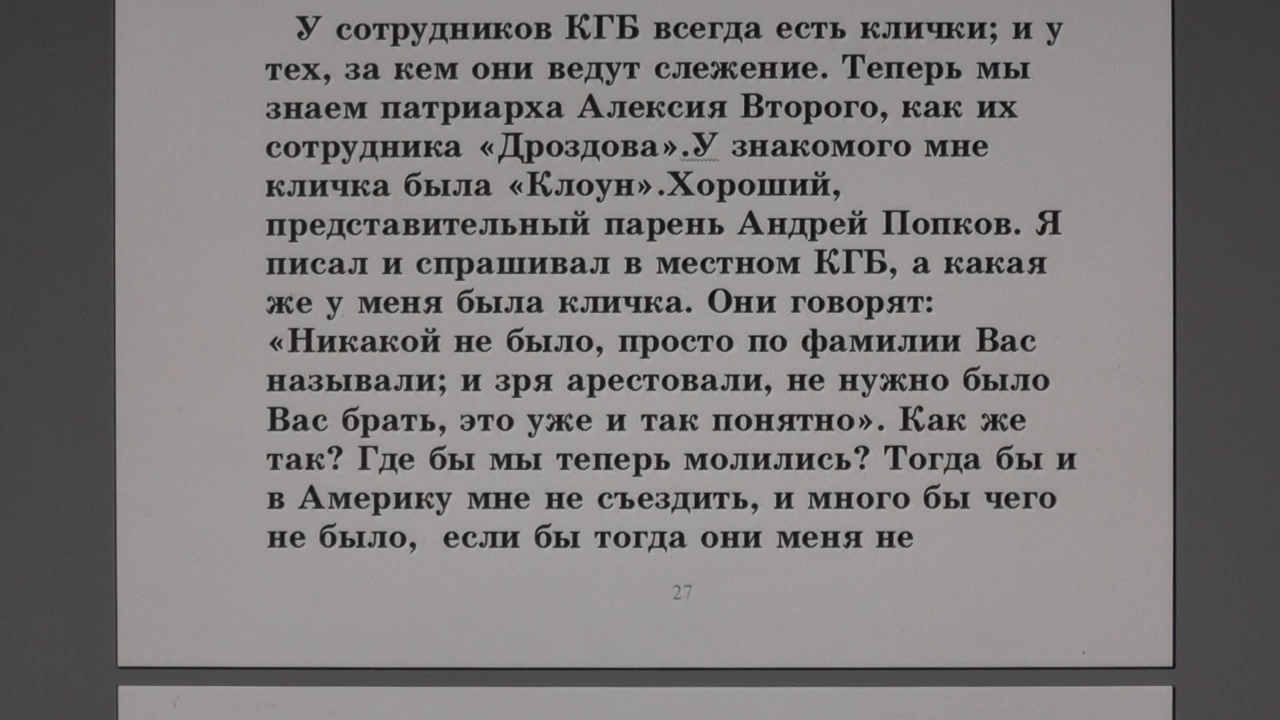 У сотрудников КГБ всегда есть клички; и у
тех, за кем они ведут слежение. Теперь мы
знаем патриарха Алексия Второго, как их
сотрудника «Дроздова».У знакомого мне
кличка была «Клоун».Хороший,
представительный парень Андрей Попков. Я
писал и спрашивал в местном КГБ, а какая
же у меня была кличка. Они говорят:
«Никакой не было, просто по фамилии Вас
называли; и зря арестовали, не нужно было
Вас брать, это уже и так понятно». Как же
так? Где бы мы теперь молились? Тогда бы и
в Америку мне не съездить, и много бы чего
не было,  если бы тогда они меня не
27